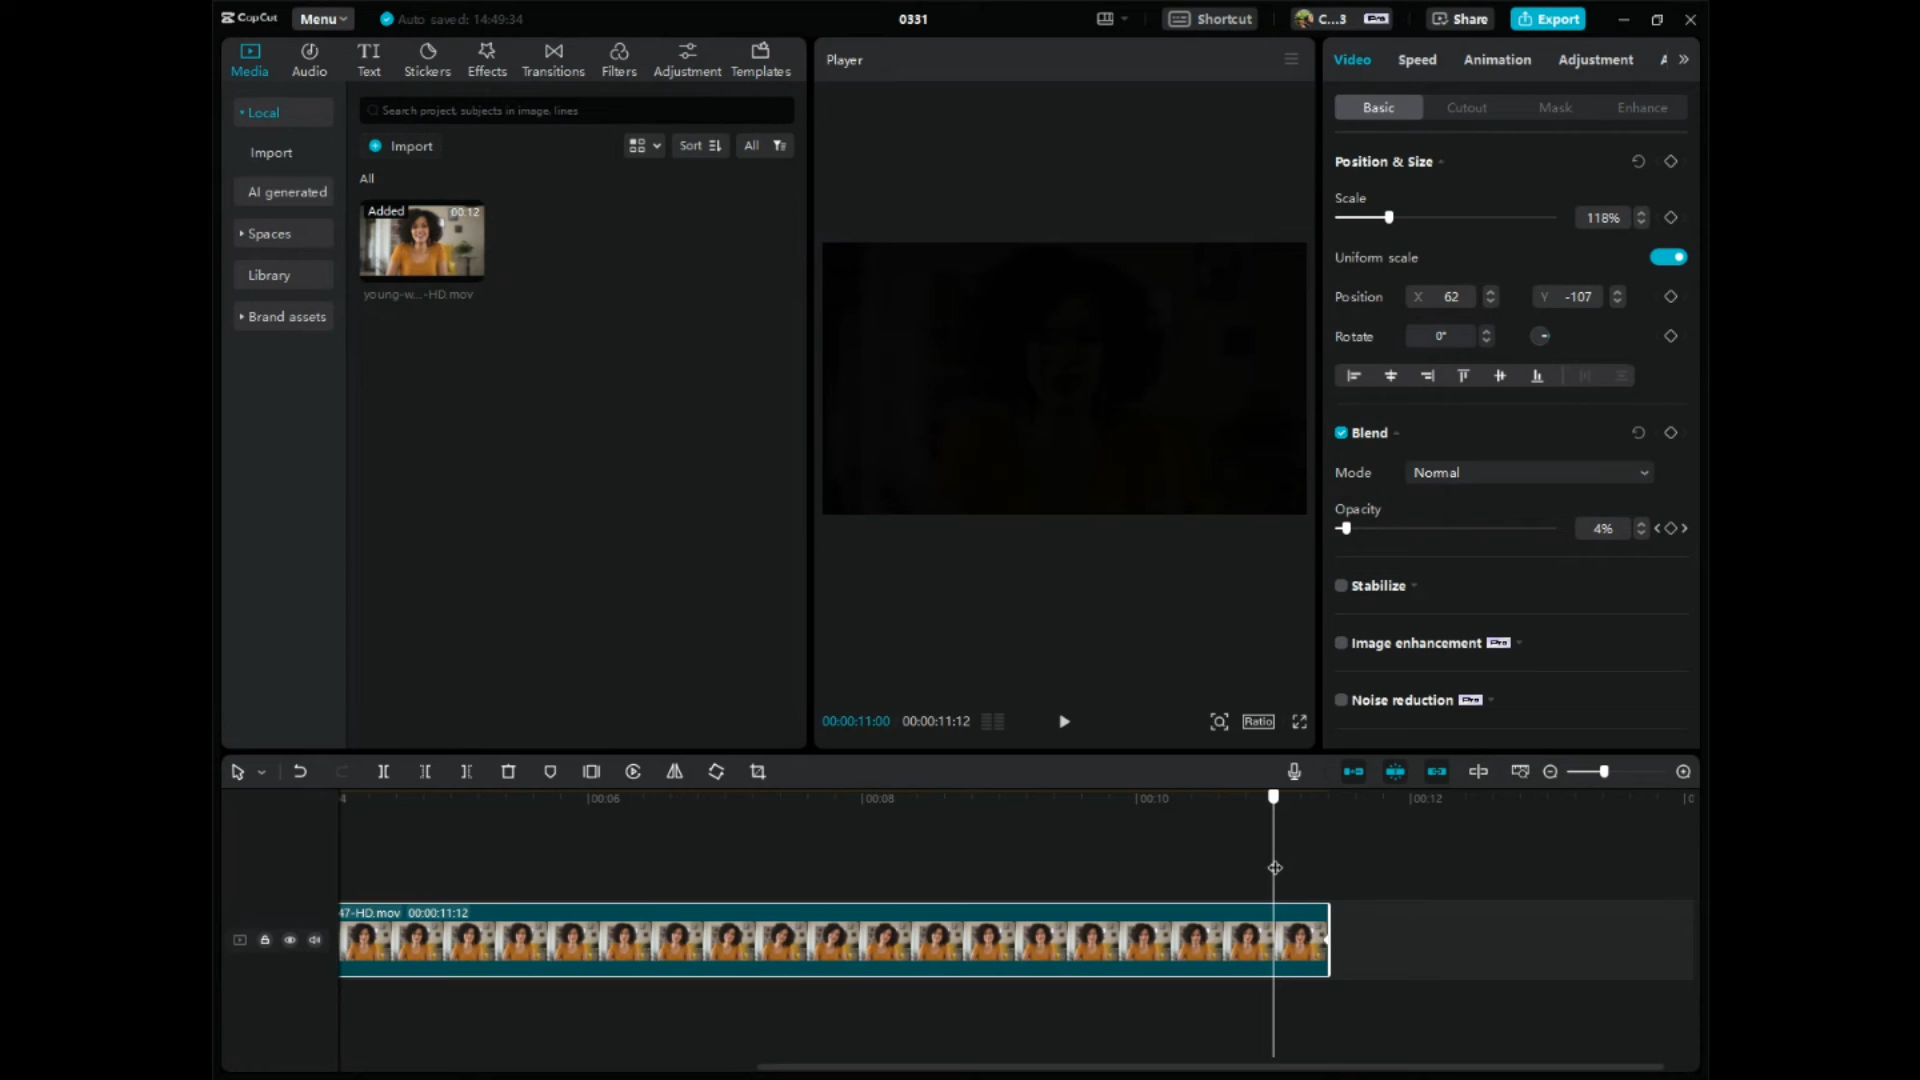 CapCut Menu Auto saved: 14:49:34 0331 Shortcut C...3 Pro Share Export
Media Audio Text Stickers Effects Transitions Filters Adjustment Templates
Local
Import
AI generated
Spaces
Library
Brand assets
Search project, subjects in image, lines
Import Sort All
All
Added 00:12
young-w...-HD.mov
Player
00:00:11:00 00:00:11:12 Ratio
Video Speed Animation Adjustment A
Basic Cutout Mask Enhance
Position & Size
Scale
118%
Uniform scale
Position X 62 Y -107
Rotate 0°
Blend
Mode Normal
Opacity
4%
Stabilize
Image enhancement Pro
Noise reduction Pro
4 00:06 00:08 00:10 00:12
47-HD.mov 00:00:11:12